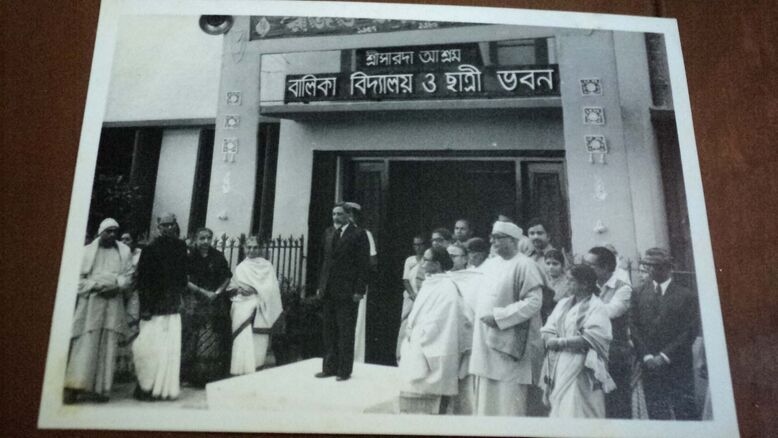 শ্রীসারদা আশ্রম
বালিকা বিদ্যালয় ও ছাত্রী ভবন